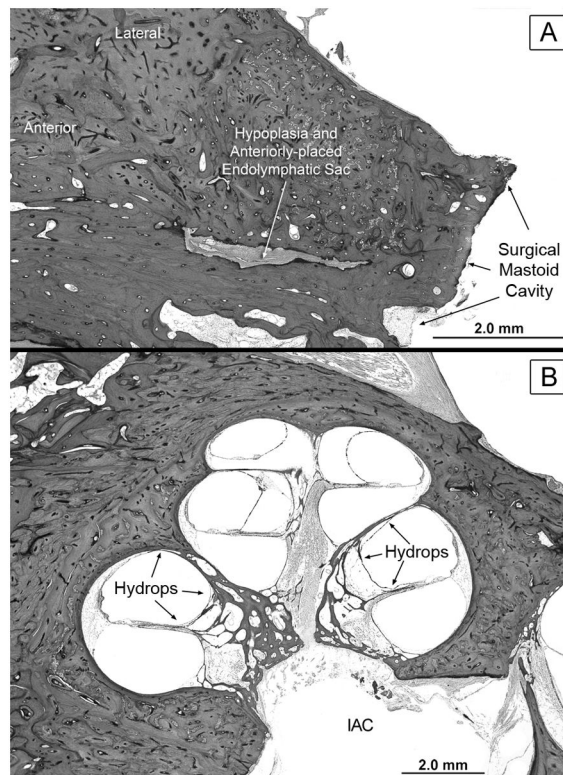 A
Lateral
Anterior
Hypoplasia and
Anteriorly-placed
Endolymphatic Sac
Surgical
Mastoid
Cavity
2.0 mm
B
Hydrops
Hydrops
IAC
2.0 mm